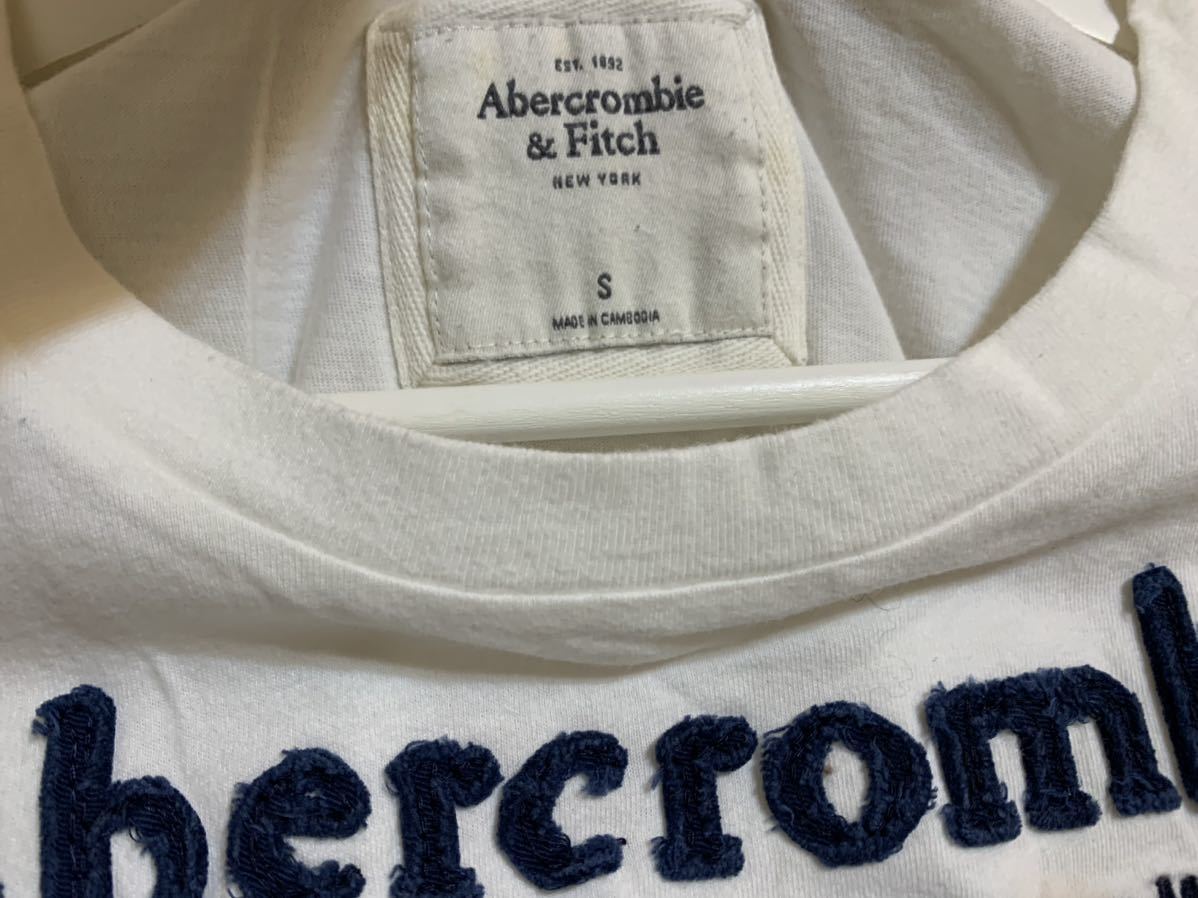 EST. 1892
Abercrombie
& Fitch
NEW YORK
S
MADE IN CAMBODIA
bercromb